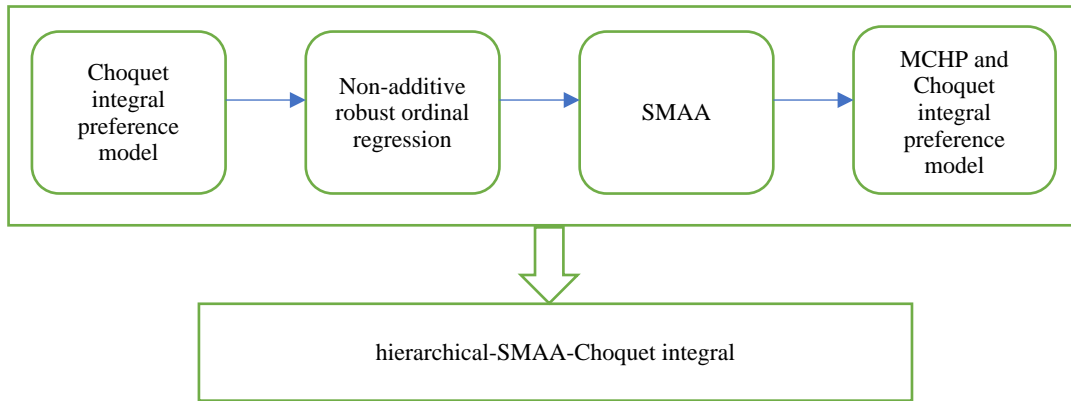 Choquet
integral
preference
model
Non-additive
robust ordinal
regression
SMAA
MCHP and
Choquet
integral
preference
model
hierarchical-SMAA-Choquet integral